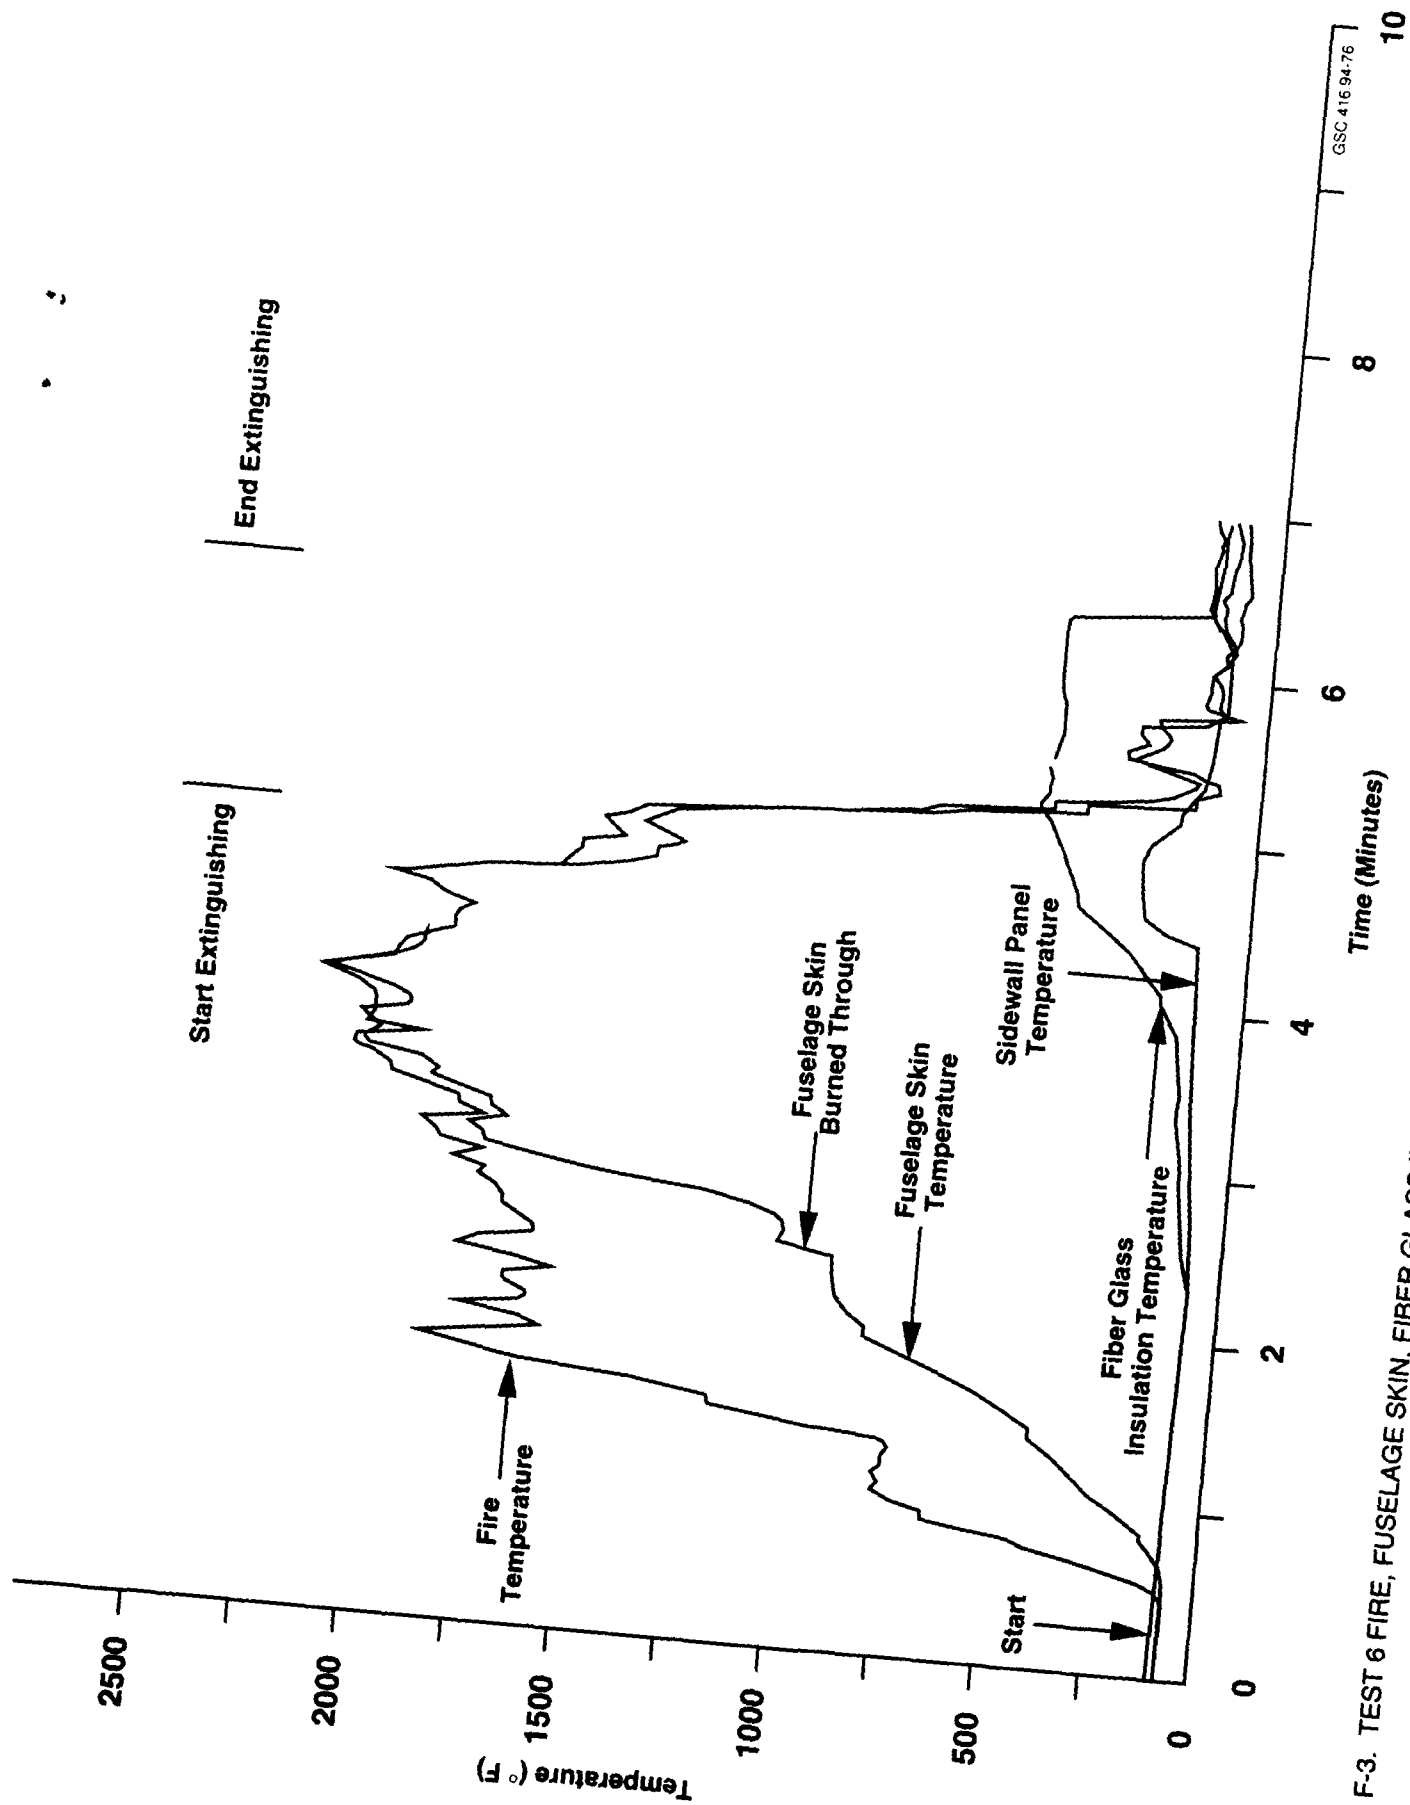 Start Extinguishing
End Extinguishing
Temperature (° F)
2500
2000
1500
1000
500
0
Fire
Temperature
Fuselage Skin
Burned Through
Fuselage Skin
Temperature
Sidewall Panel
Temperature
Fiber Glass
Insulation Temperature
Start
0
2
4
6
8
10
Time (Minutes)
GSC 416.94-76
F-3. TEST 6 FIRE, FUSELAGE SKIN, FIBER